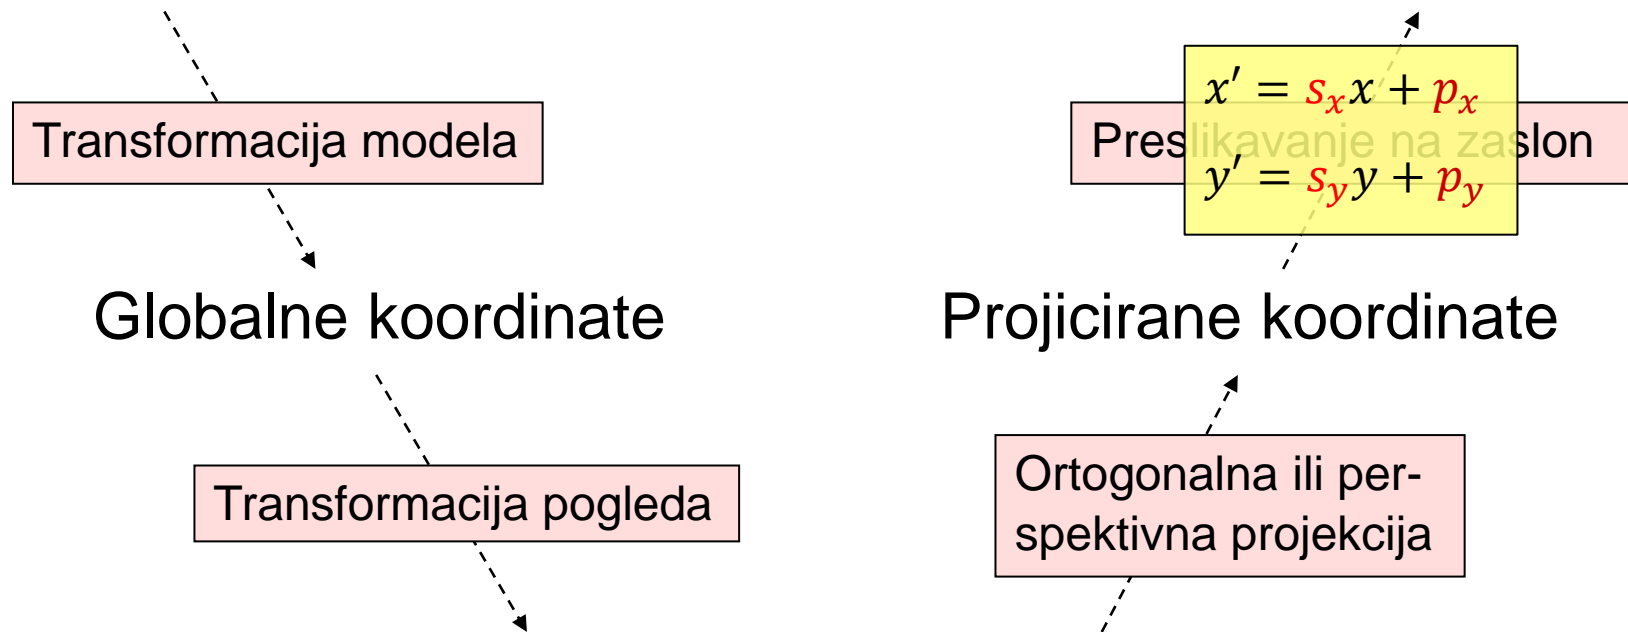 Transformacija modela
Globalne koordinate
Transformacija pogleda
x' = sₓx + pₓ
Preslikavanje na zaslon
y' = s_y y + p_y
Projicirane koordinate
Ortogonalna ili per-
spektivna projekcija